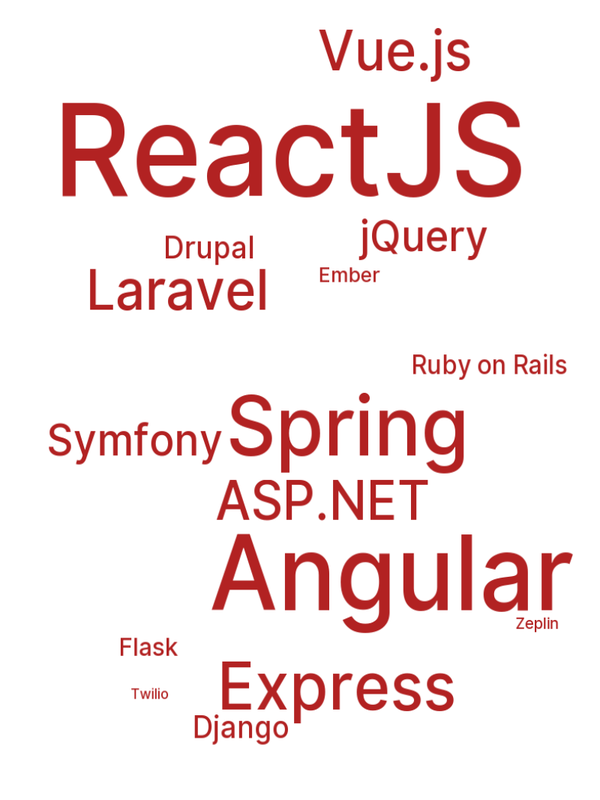 Vue.js
ReactJS
jQuery
Drupal
Ember
Laravel
Ruby on Rails
Spring
Symfony
ASP.NET
Angular
Zeplin
Flask
Express
Twilio
Django